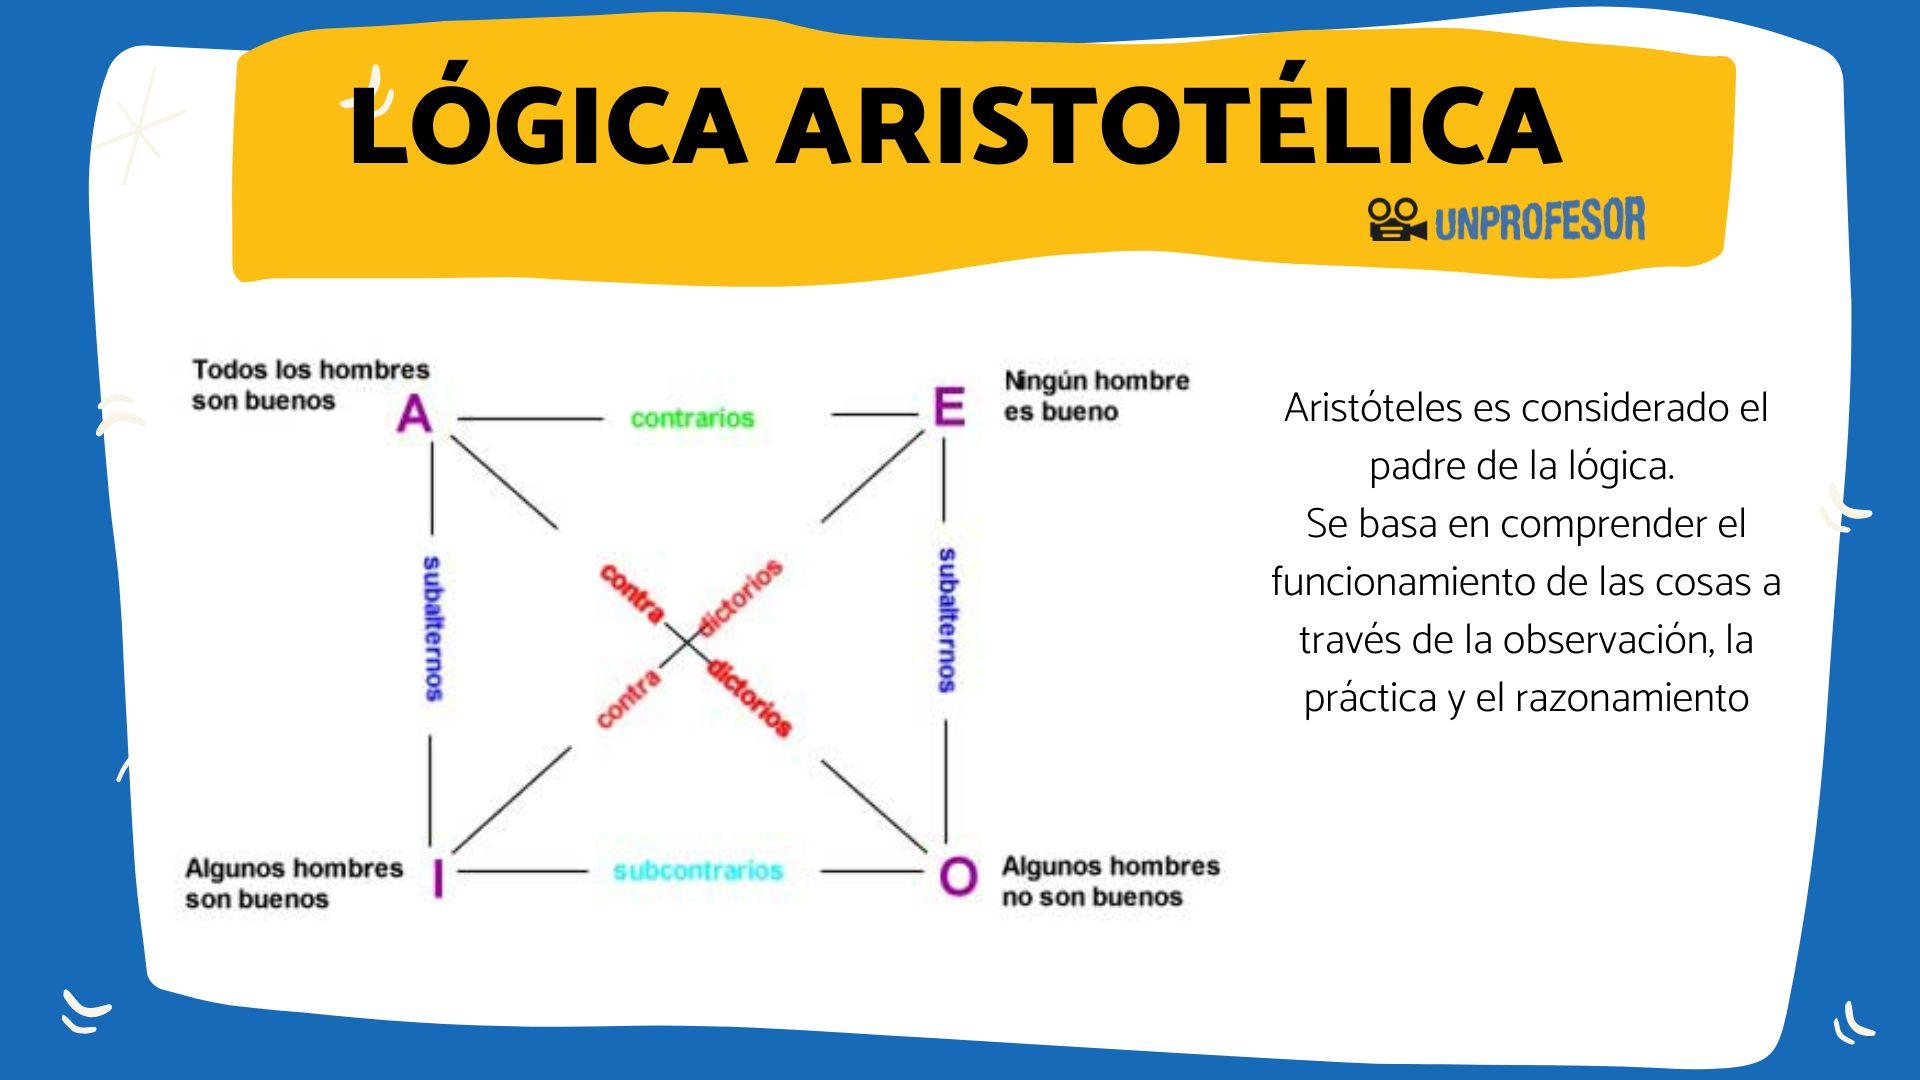 LÓGICA ARISTOTÉLICA
UNPROFESOR
Todos los hombres
son buenos
A
contrarios
E
Ningún hombre
es bueno
subalternos
contra
dictorios
contra
dictorios
subalternos
Algunos hombres
son buenos
I
subcontrarios
O
Algunos hombres
no son buenos
Aristóteles es considerado el
padre de la lógica.
Se basa en comprender el
funcionamiento de las cosas a
través de la observación, la
práctica y el razonamiento